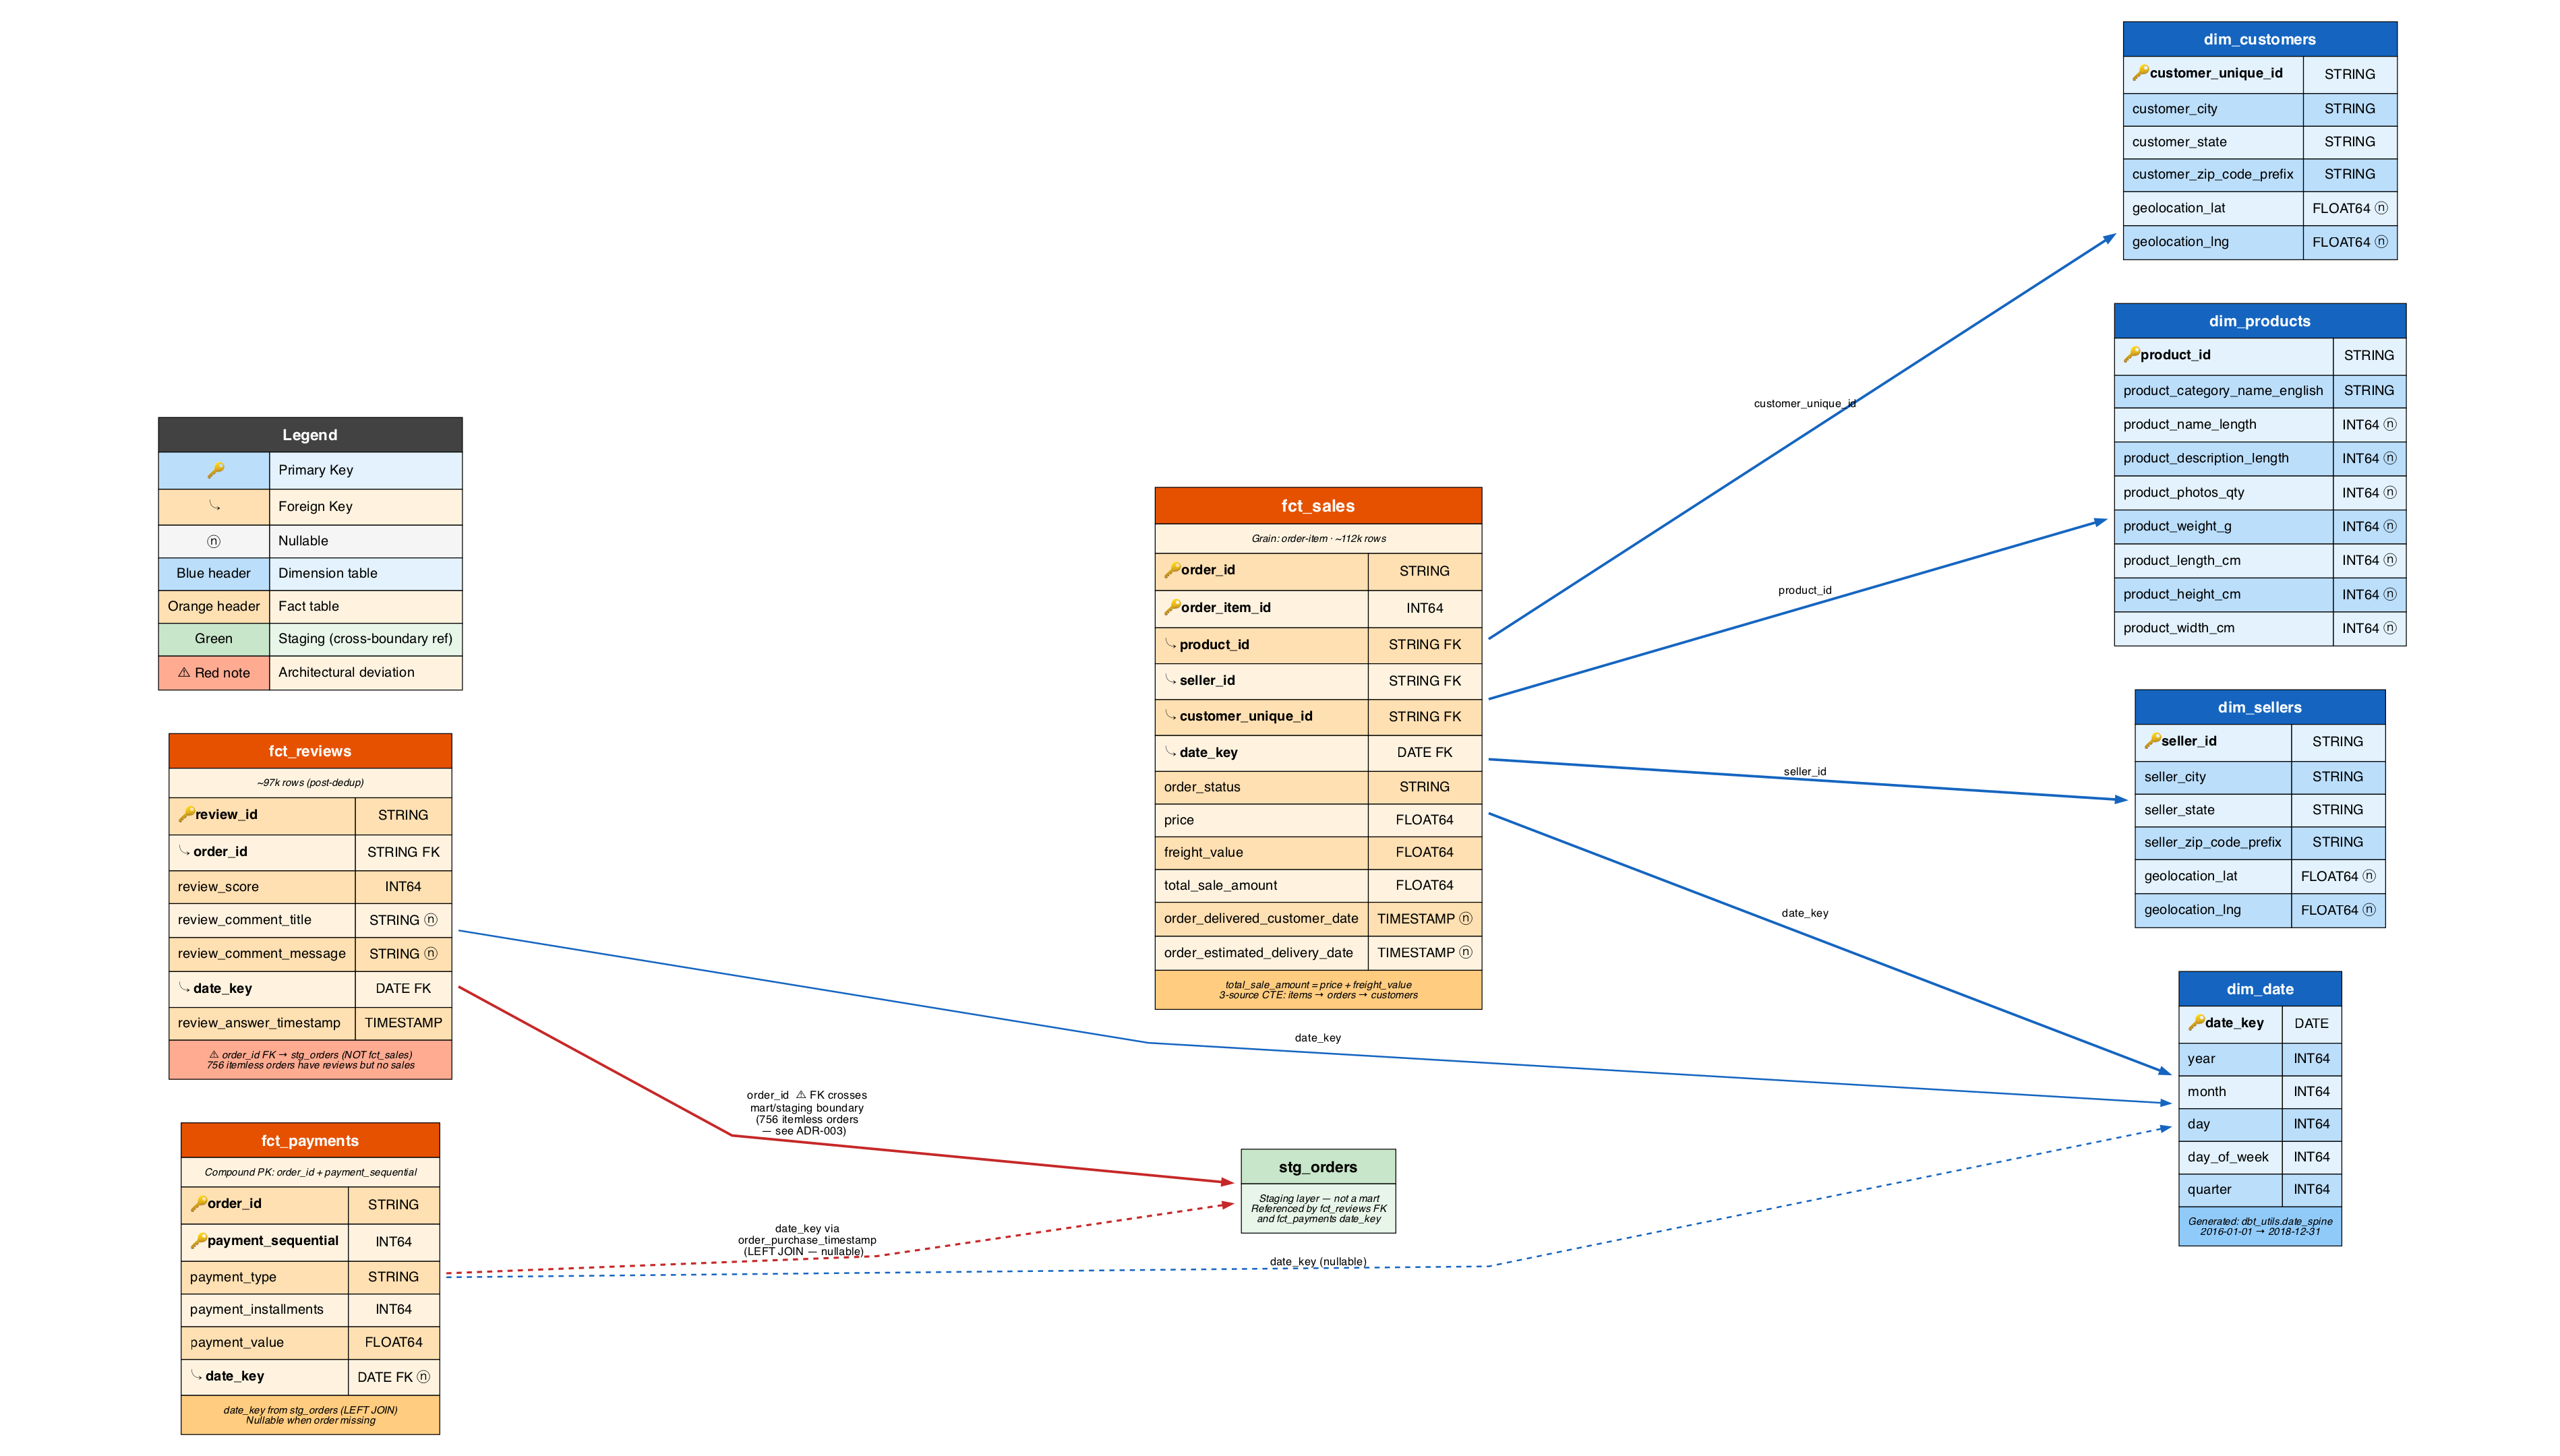 dim_customers
🔑customer_unique_id STRING
customer_city STRING
customer_state STRING
customer_zip_code_prefix STRING
geolocation_lat FLOAT64 ⓝ
geolocation_lng FLOAT64 ⓝ
dim_products
🔑product_id STRING
product_category_name_english STRING
product_name_length INT64 ⓝ
product_description_length INT64 ⓝ
product_photos_qty INT64 ⓝ
product_weight_g INT64 ⓝ
product_length_cm INT64 ⓝ
product_height_cm INT64 ⓝ
product_width_cm INT64 ⓝ
dim_sellers
🔑seller_id STRING
seller_city STRING
seller_state STRING
seller_zip_code_prefix STRING
geolocation_lat FLOAT64 ⓝ
geolocation_lng FLOAT64 ⓝ
dim_date
🔑date_key DATE
year INT64
month INT64
day INT64
day_of_week INT64
quarter INT64
Generated: dbt_utils.date_spine
2016-01-01 → 2018-12-31
customer_unique_id
product_id
seller_id
date_key
fct_sales
Grain: order-item · ~112k rows
🔑order_id STRING
🔑order_item_id INT64
⤷ product_id STRING FK
⤷ seller_id STRING FK
⤷ customer_unique_id STRING FK
⤷ date_key DATE FK
order_status STRING
price FLOAT64
freight_value FLOAT64
total_sale_amount FLOAT64
order_delivered_customer_date TIMESTAMP ⓝ
order_estimated_delivery_date TIMESTAMP ⓝ
total_sale_amount = price + freight_value
3-source CTE: items → orders → customers
date_key
stg_orders
Staging layer — not a mart
Referenced by fct_reviews FK
and fct_payments date_key
date_key (nullable)
order_id ⚠ FK crosses
mart/staging boundary
(756 itemless orders
— see ADR-003)
date_key via
order_purchase_timestamp
(LEFT JOIN — nullable)
Legend
🔑 Primary Key
⤷ Foreign Key
ⓝ Nullable
Blue header Dimension table
Orange header Fact table
Green Staging (cross-boundary ref)
⚠ Red note Architectural deviation
fct_reviews
~97k rows (post-dedup)
🔑review_id STRING
⤷ order_id STRING FK
review_score INT64
review_comment_title STRING ⓝ
review_comment_message STRING ⓝ
⤷ date_key DATE FK
review_answer_timestamp TIMESTAMP
⚠ order_id FK → stg_orders (NOT fct_sales)
756 itemless orders have reviews but no sales
fct_payments
Compound PK: order_id + payment_sequential
🔑order_id STRING
🔑payment_sequential INT64
payment_type STRING
payment_installments INT64
payment_value FLOAT64
⤷ date_key DATE FK ⓝ
date_key from stg_orders (LEFT JOIN)
Nullable when order missing